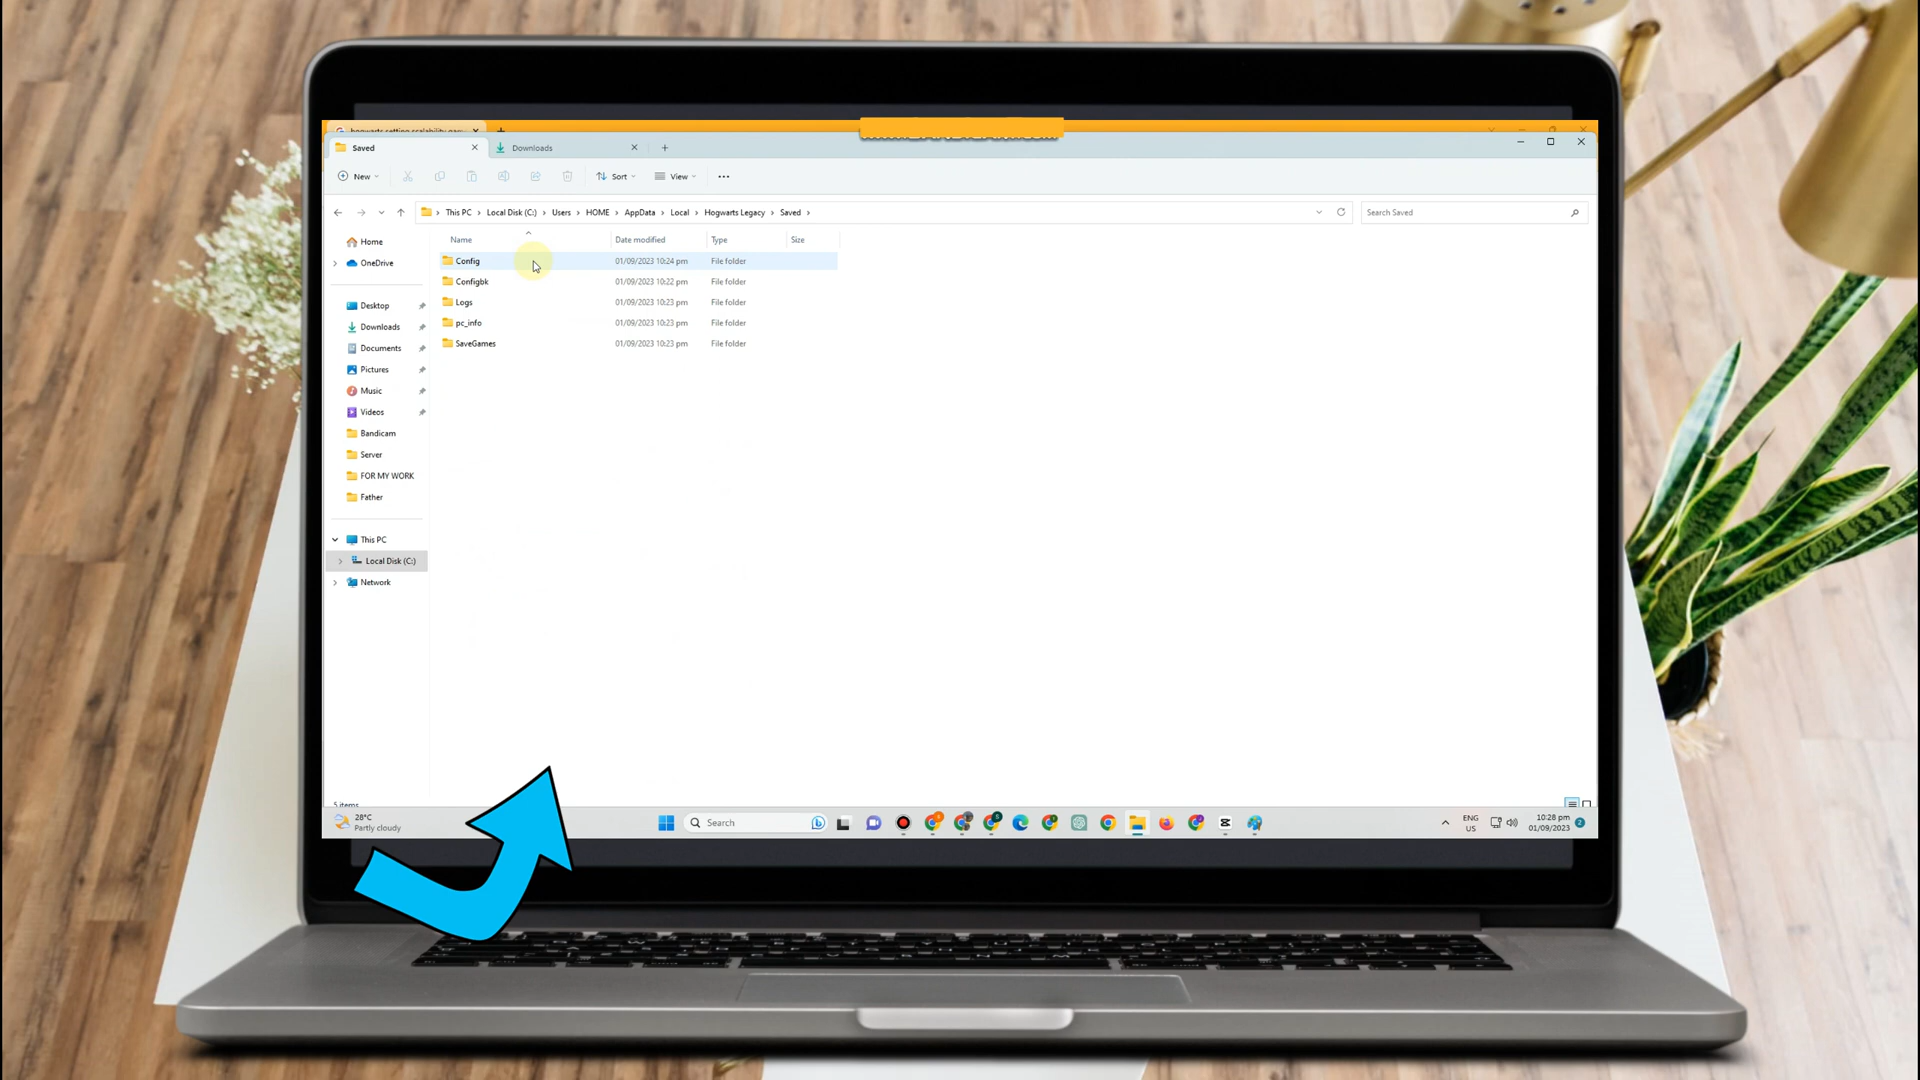 hogwarts setting scalability
Saved
Downloads
New
Sort
View
This PC > Local Disk (C:) > Users > HOME > AppData > Local > Hogwarts Legacy > Saved >
Search Saved
Home
OneDrive
Desktop
Downloads
Documents
Pictures
Music
Videos
Bandicam
Server
FOR MY WORK
Father
This PC
Local Disk (C:)
Network
Name Date modified Type Size
Config 01/09/2023 10:24 pm File folder
Configbk 01/09/2023 10:22 pm File folder
Logs 01/09/2023 10:23 pm File folder
pc_info 01/09/2023 10:23 pm File folder
SaveGames 01/09/2023 10:23 pm File folder
5 items
28°C
Partly cloudy
Search
ENG
US
10:28 pm
01/09/2023
2